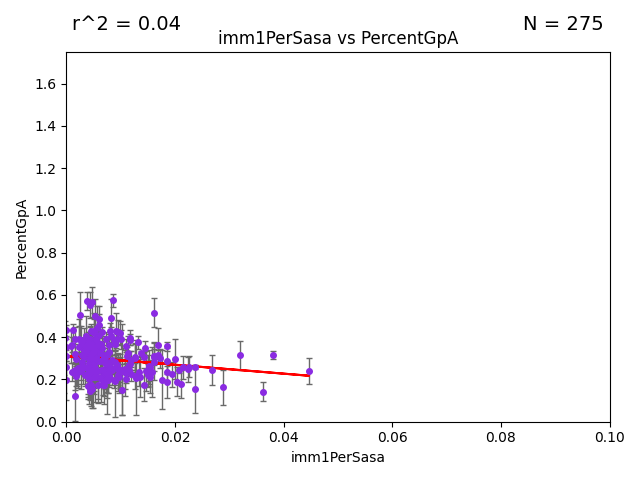 r^2 = 0.04
N = 275
imm1PerSasa vs PercentGpA
PercentGpA
1.6
1.4
1.2
1.0
0.8
0.6
0.4
0.2
0.0
0.00 0.02 0.04 0.06 0.08 0.10
imm1PerSasa